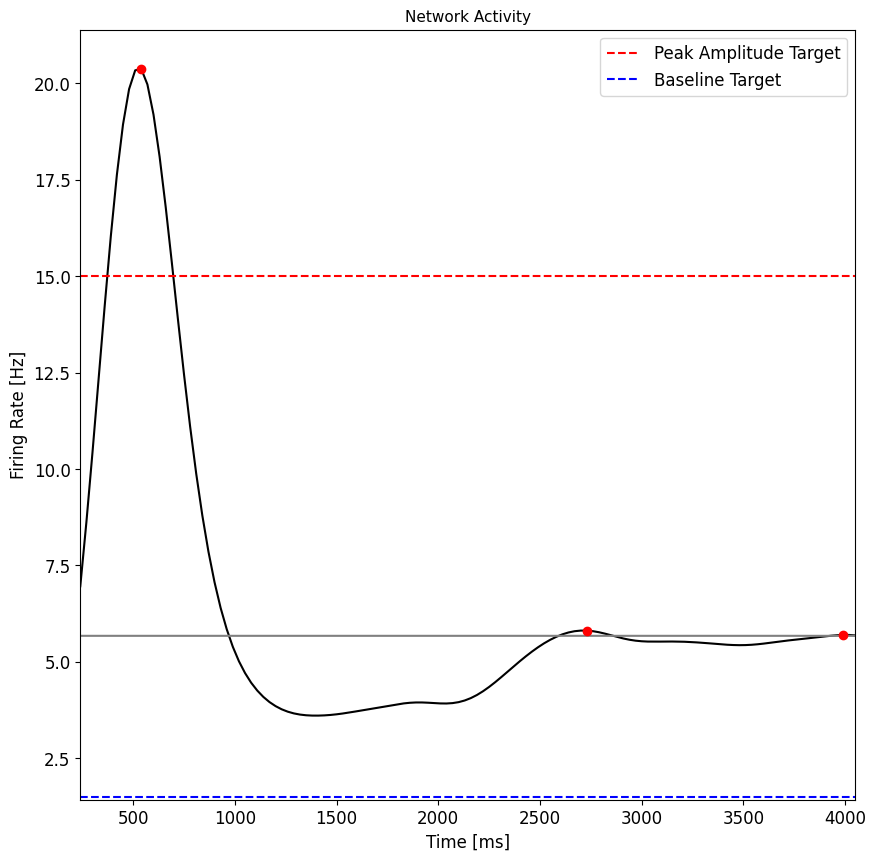 Network Activity
Peak Amplitude Target
Baseline Target
Firing Rate [Hz]
20.0
17.5
15.0
12.5
10.0
7.5
5.0
2.5
500 1000 1500 2000 2500 3000 3500 4000
Time [ms]